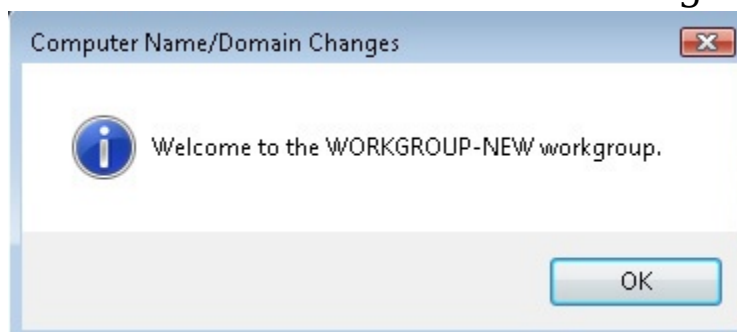 Computer Name/Domain Changes
Welcome to the WORKGROUP-NEW workgroup.
OK